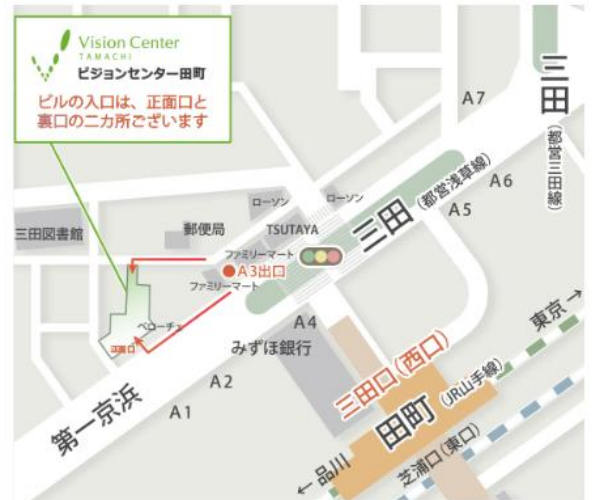 Vision Center
TAMACHI
ビジョンセンター田町
ビルの入口は、正面口と
裏口の二カ所ございます
三田
(都営三田線)
A7
A6
A5
三田
(都営浅草線)
ローソン
ローソン
郵便局
TSUTAYA
三田図書館
ファミリーマート
A3出口
ファミリーマート
ベローチェ
正面口
A4
みずほ銀行
A2
A1
第一京浜
三田口(西口)
田町
(JR山手線)
東京→
←品川
芝浦口(東口)